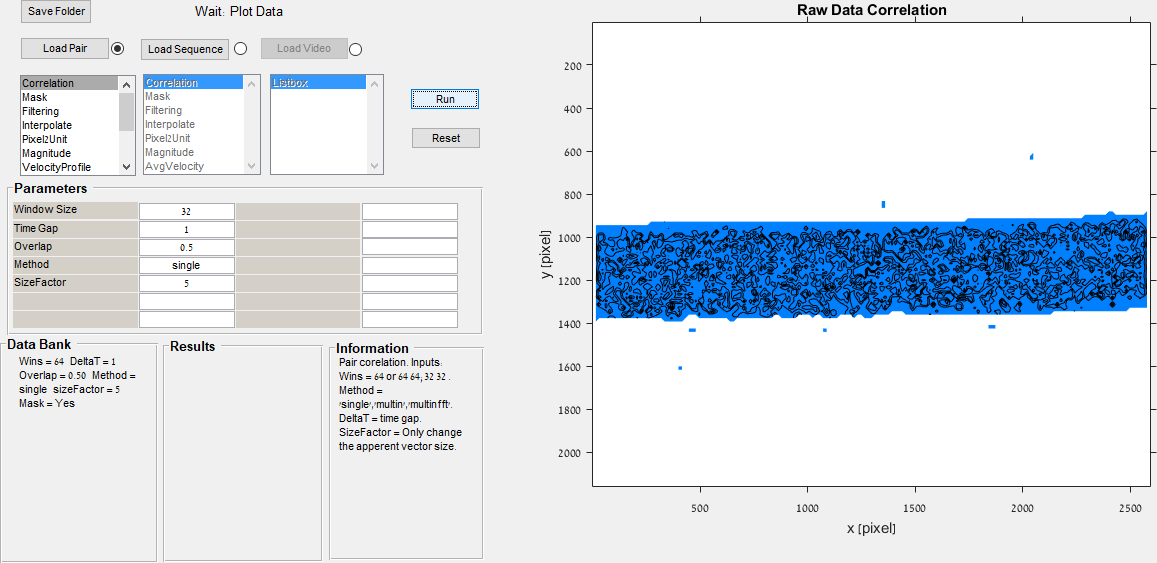 Save Folder
Wait: Plot Data
Load Pair
Load Sequence
Load Video
Correlation
Mask
Filtering
Interpolate
Pixel2Unit
Magnitude
VelocityProfile
Correlation
Mask
Filtering
Interpolate
Pixel2Unit
Magnitude
AvgVelocity
Listbox
Run
Reset
Parameters
Window Size 32
Time Gap 1
Overlap 0.5
Method single
SizeFactor 5
Data Bank
Wins = 64 DeltaT = 1
Overlap = 0.50 Method =
single sizeFactor = 5
Mask = Yes
Results
Information
Pair corelation. Inputs:
Wins = 64 or 64 64, 32 32 .
Method =
'single','multin','multinfft'.
DeltaT = time gap.
SizeFactor = Only change
the apperent vector size.
Raw Data Correlation
y [pixel]
200
400
600
800
1000
1200
1400
1600
1800
2000
500 1000 1500 2000 2500
x [pixel]